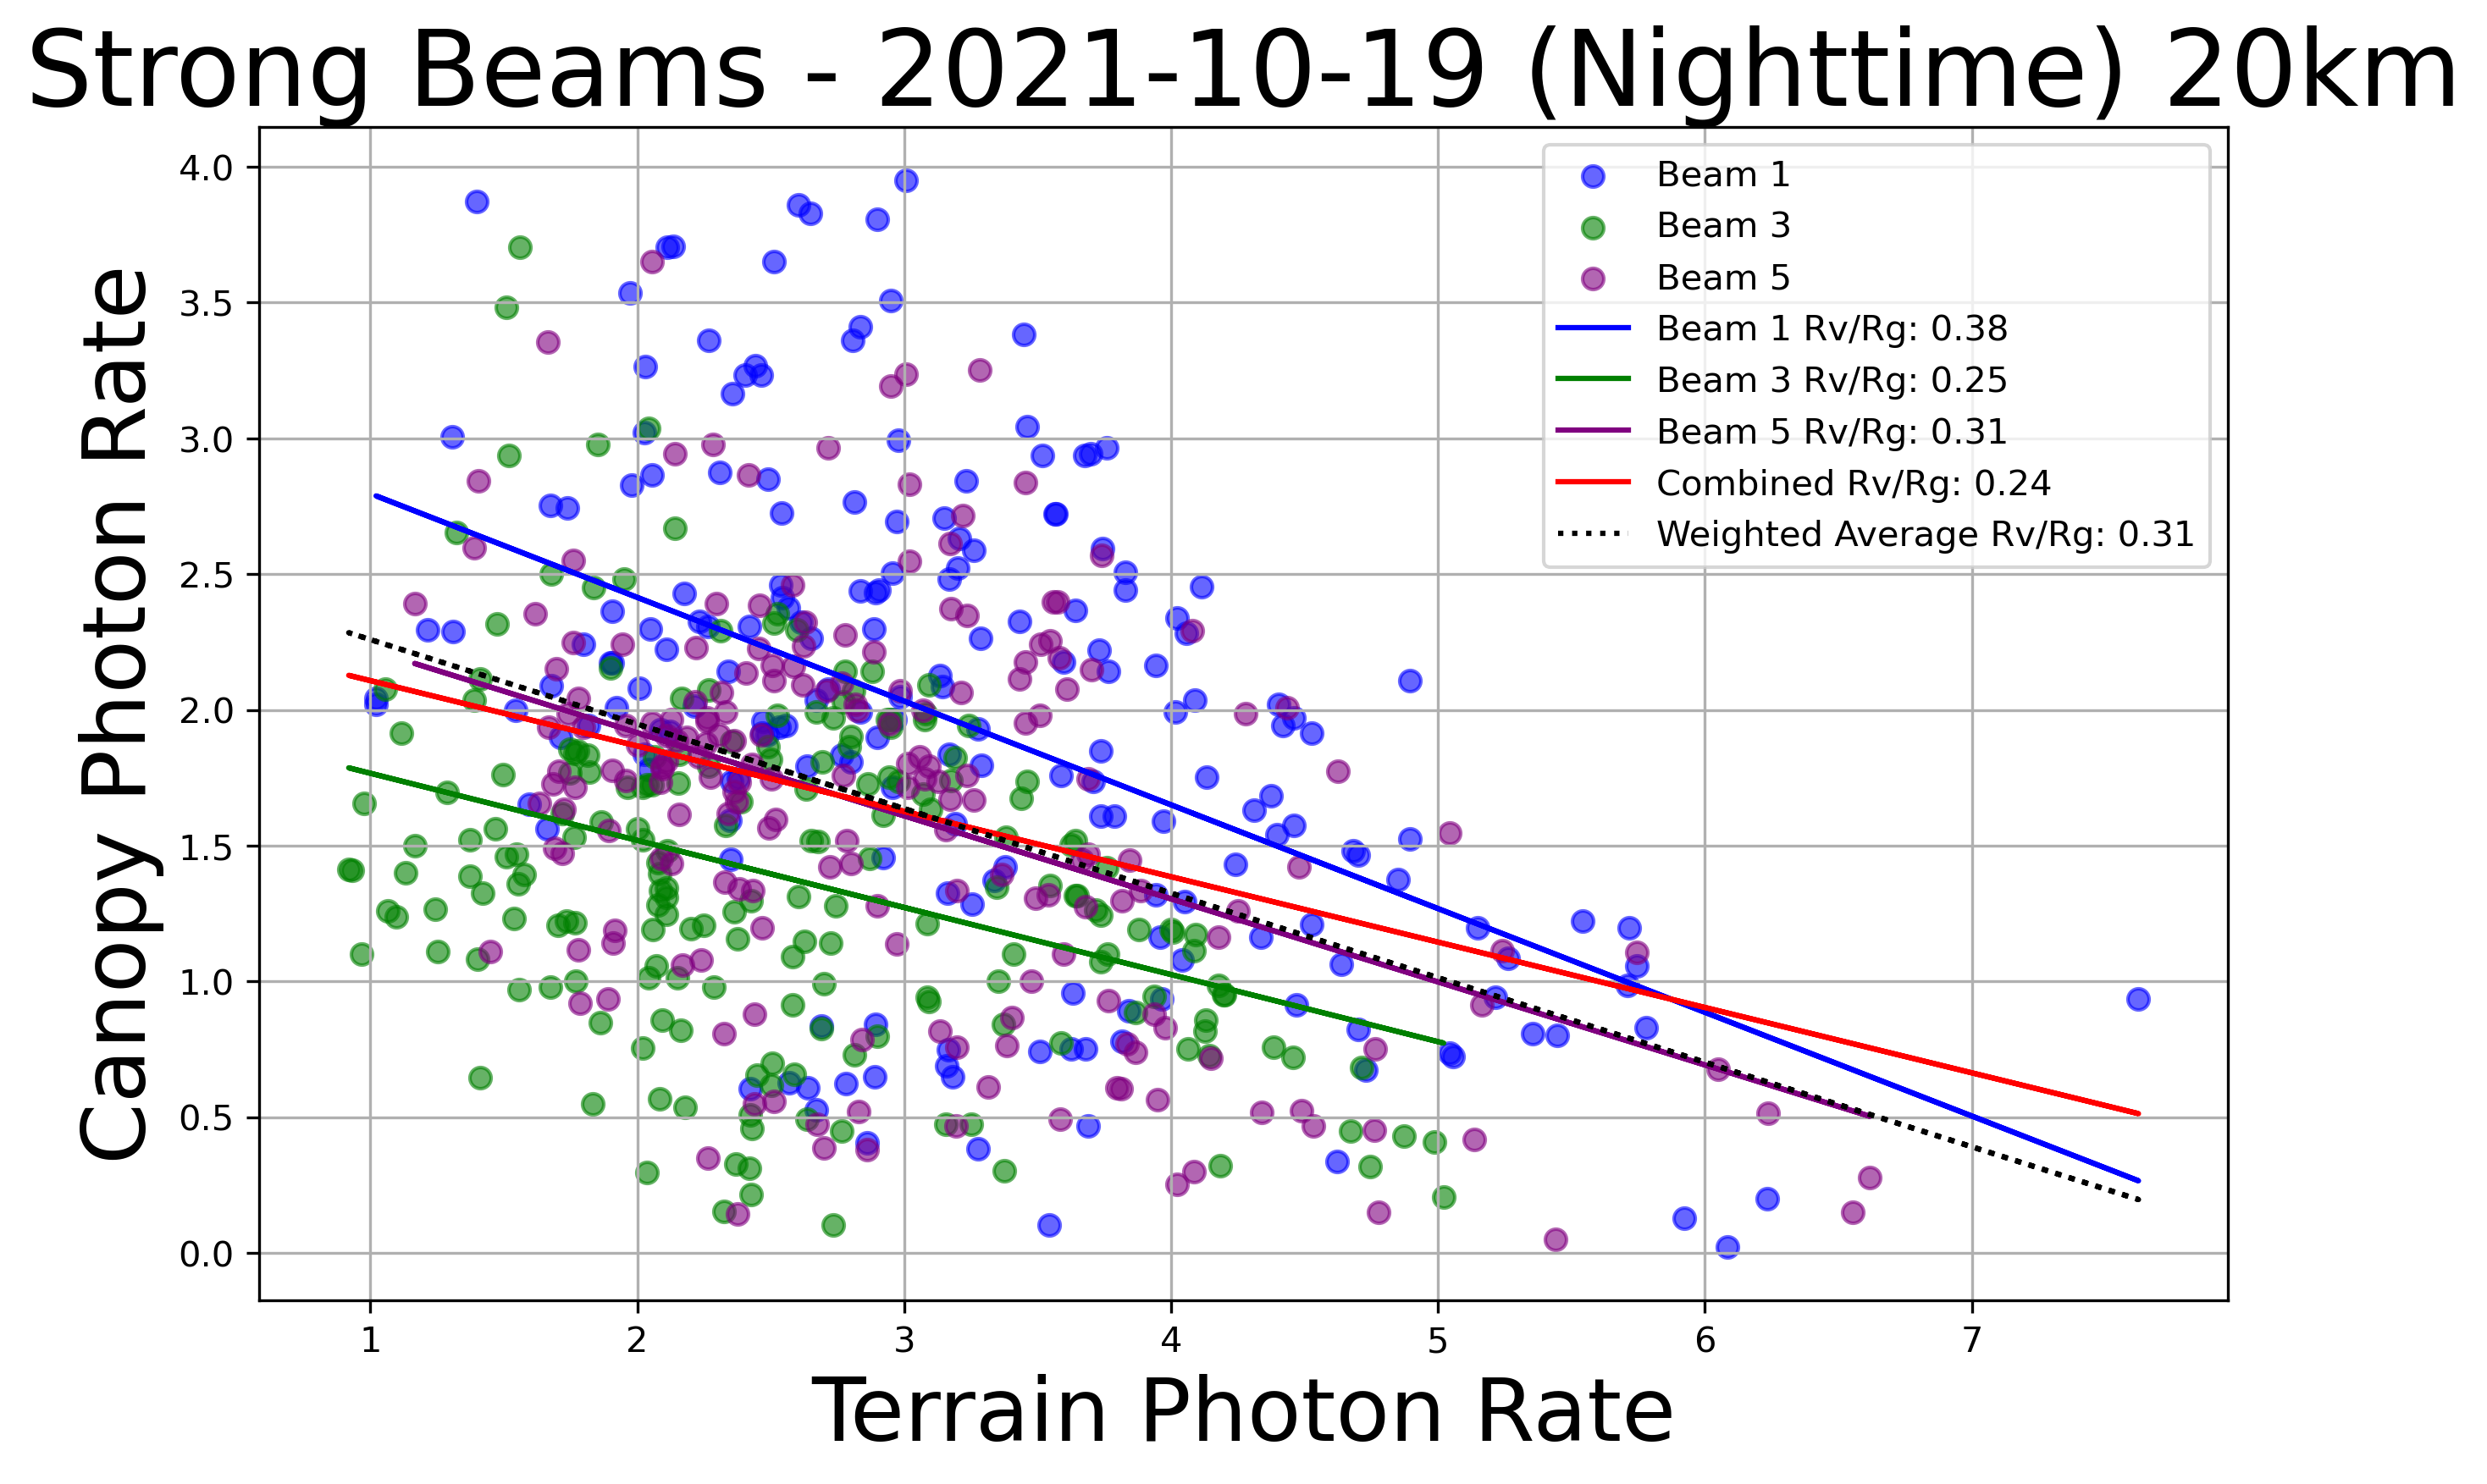 Strong Beams - 2021-10-19 (Nighttime) 20km
Canopy Photon Rate
4.0
3.5
3.0
2.5
2.0
1.5
1.0
0.5
0.0
Beam 1
Beam 3
Beam 5
Beam 1 Rv/Rg: 0.38
Beam 3 Rv/Rg: 0.25
Beam 5 Rv/Rg: 0.31
Combined Rv/Rg: 0.24
Weighted Average Rv/Rg: 0.31
1 2 3 4 5 6 7
Terrain Photon Rate